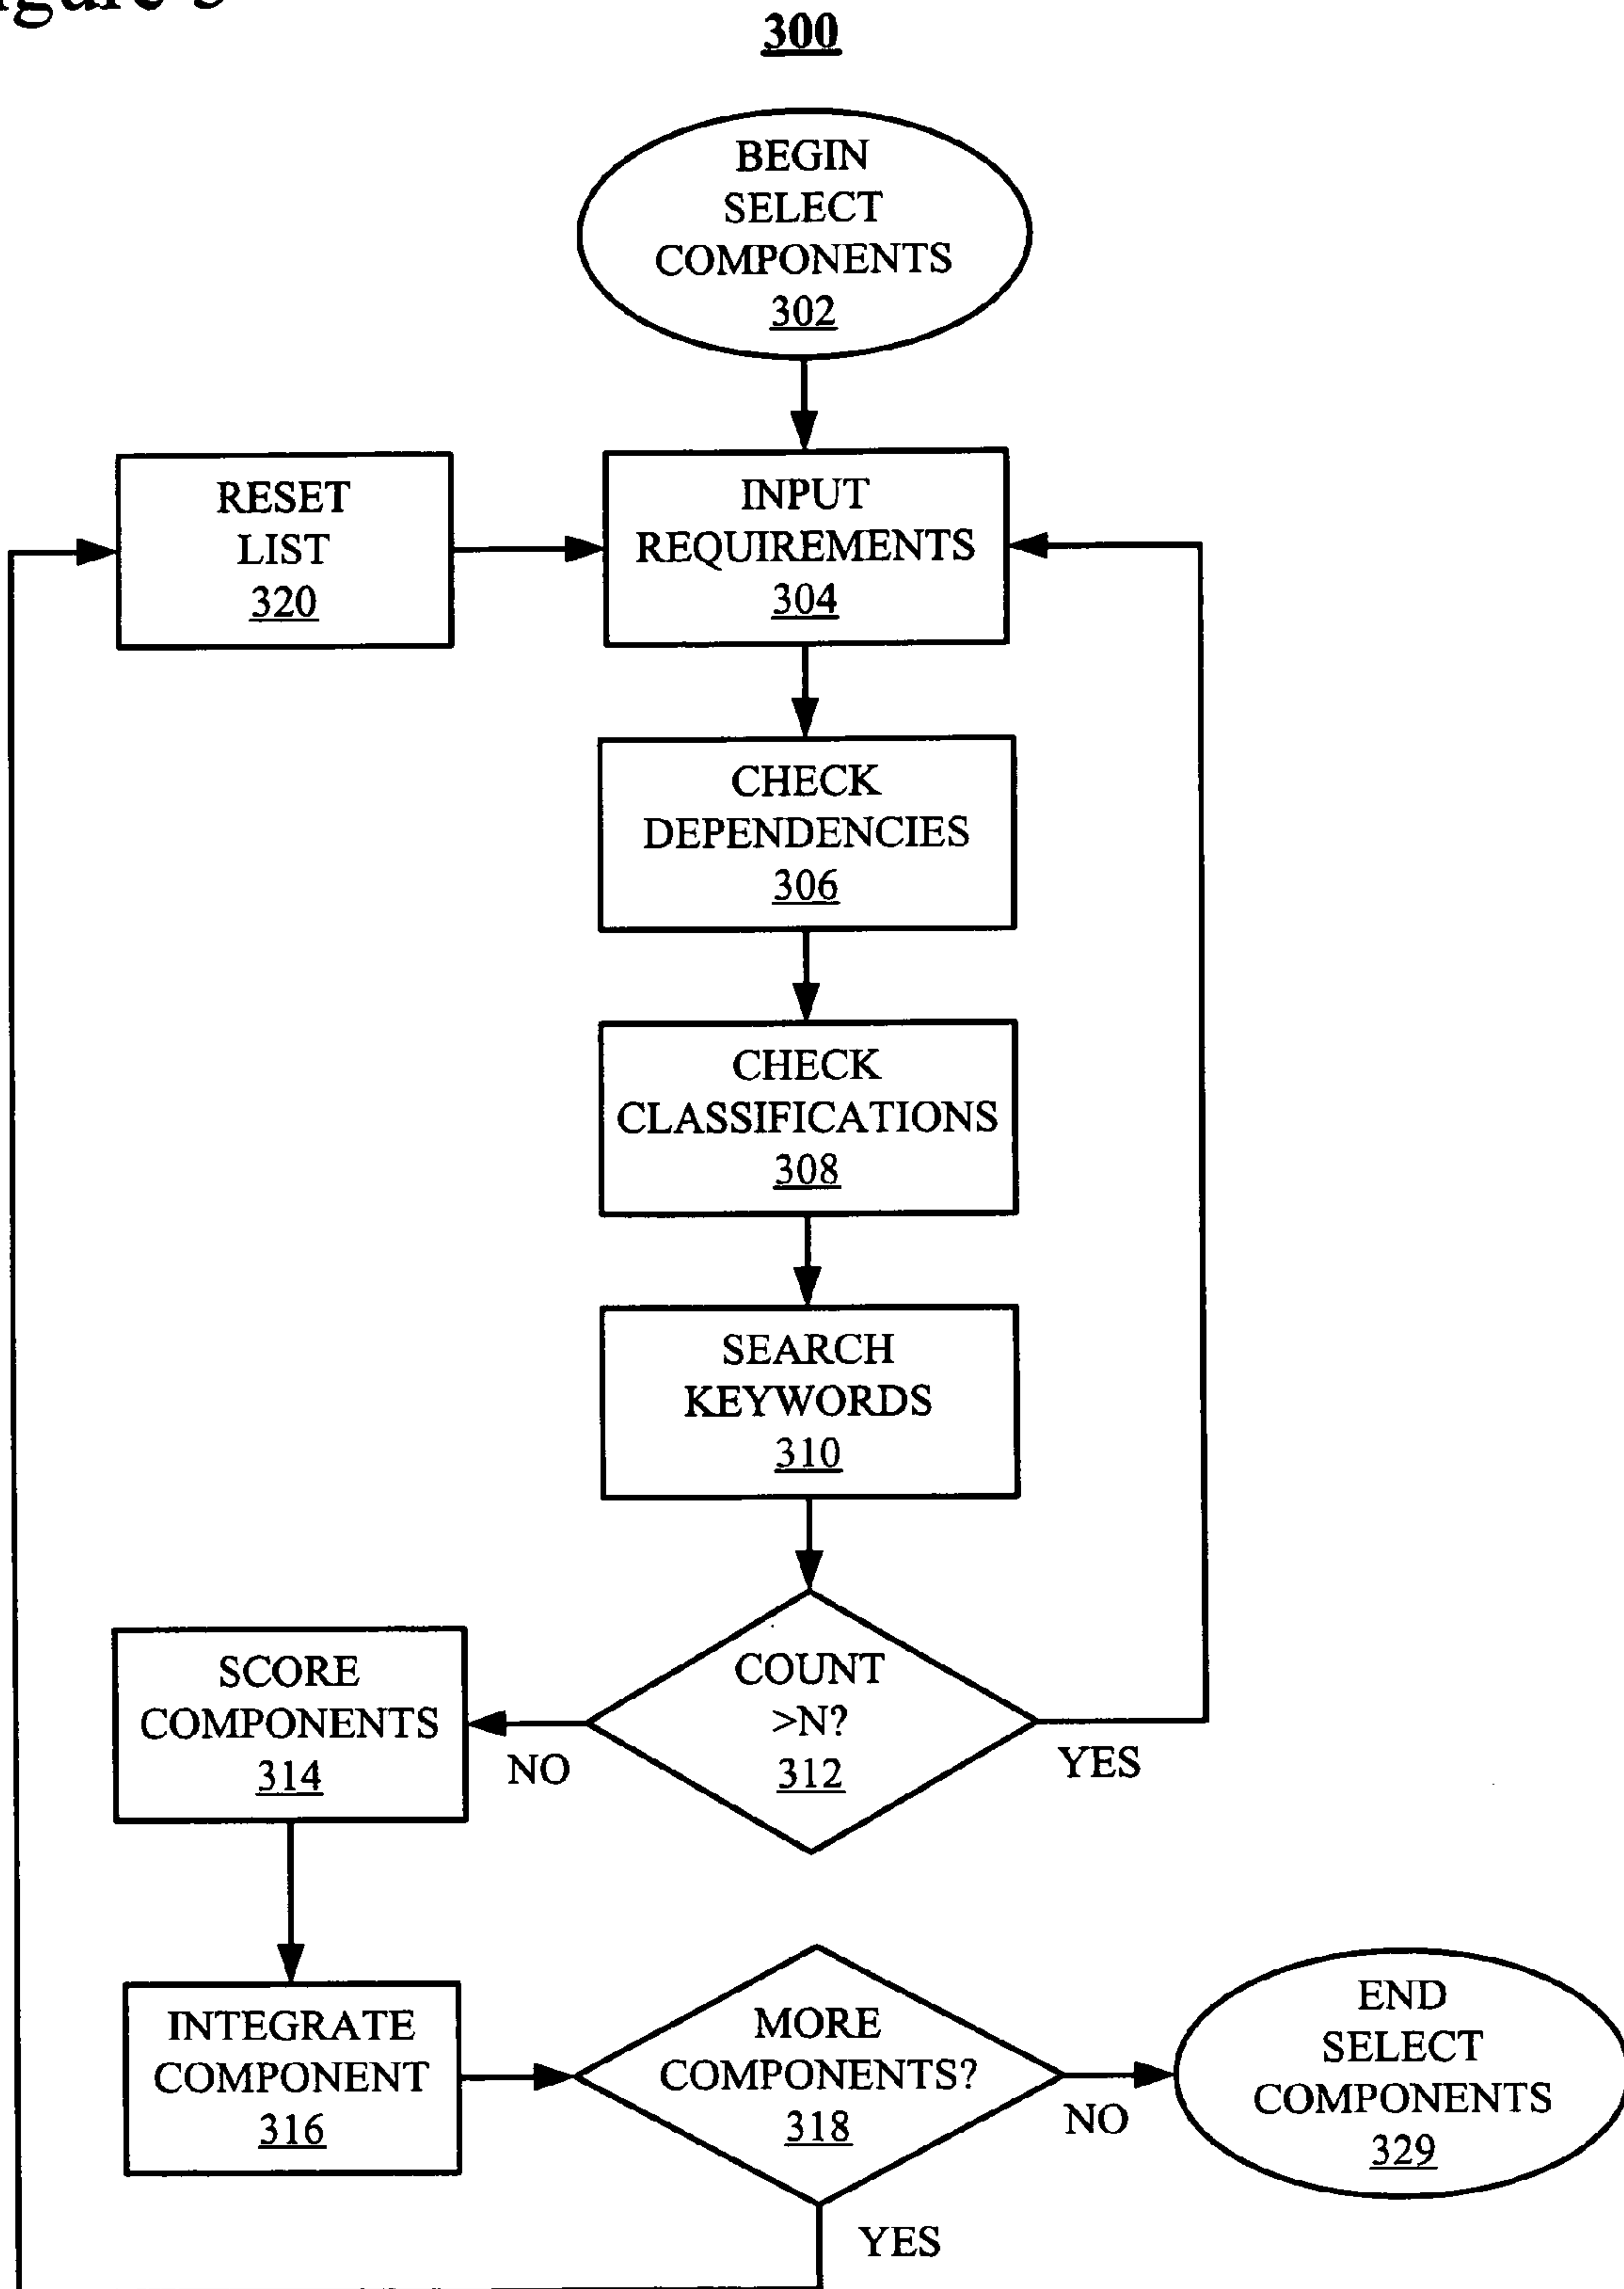 300
BEGIN
SELECT
COMPONENTS
302
RESET
LIST
320
INPUT
REQUIREMENTS
304
CHECK
DEPENDENCIES
306
CHECK
CLASSIFICATIONS
308
SEARCH
KEYWORDS
310
COUNT
>N?
312
YES
NO
SCORE
COMPONENTS
314
INTEGRATE
COMPONENT
316
MORE
COMPONENTS?
318
NO
YES
END
SELECT
COMPONENTS
329